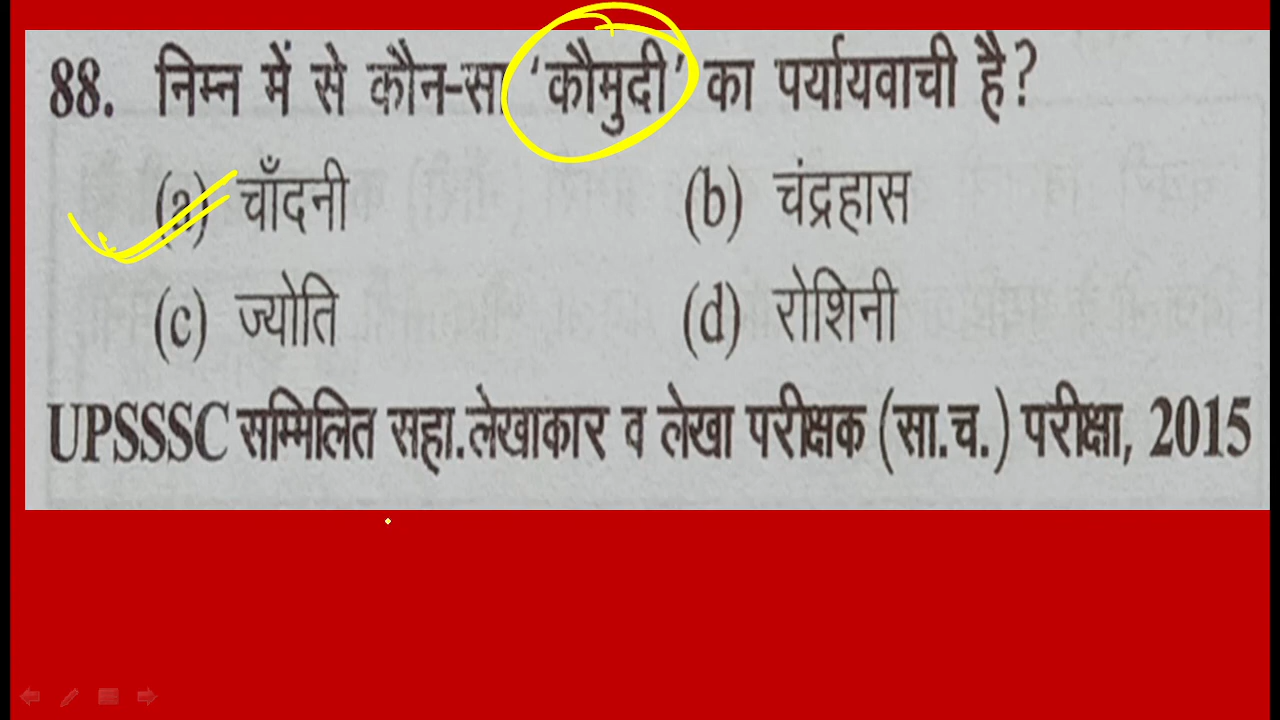 88. निम्न में से कौन-सा 'कौमुदी' का पर्यायवाची है?
(a) चाँदनी (b) चंद्रहास
(c) ज्योति (d) रोशिनी
UPSSSC सम्मिलित सहा.लेखाकार व लेखा परीक्षक (सा.च.) परीक्षा, 2015